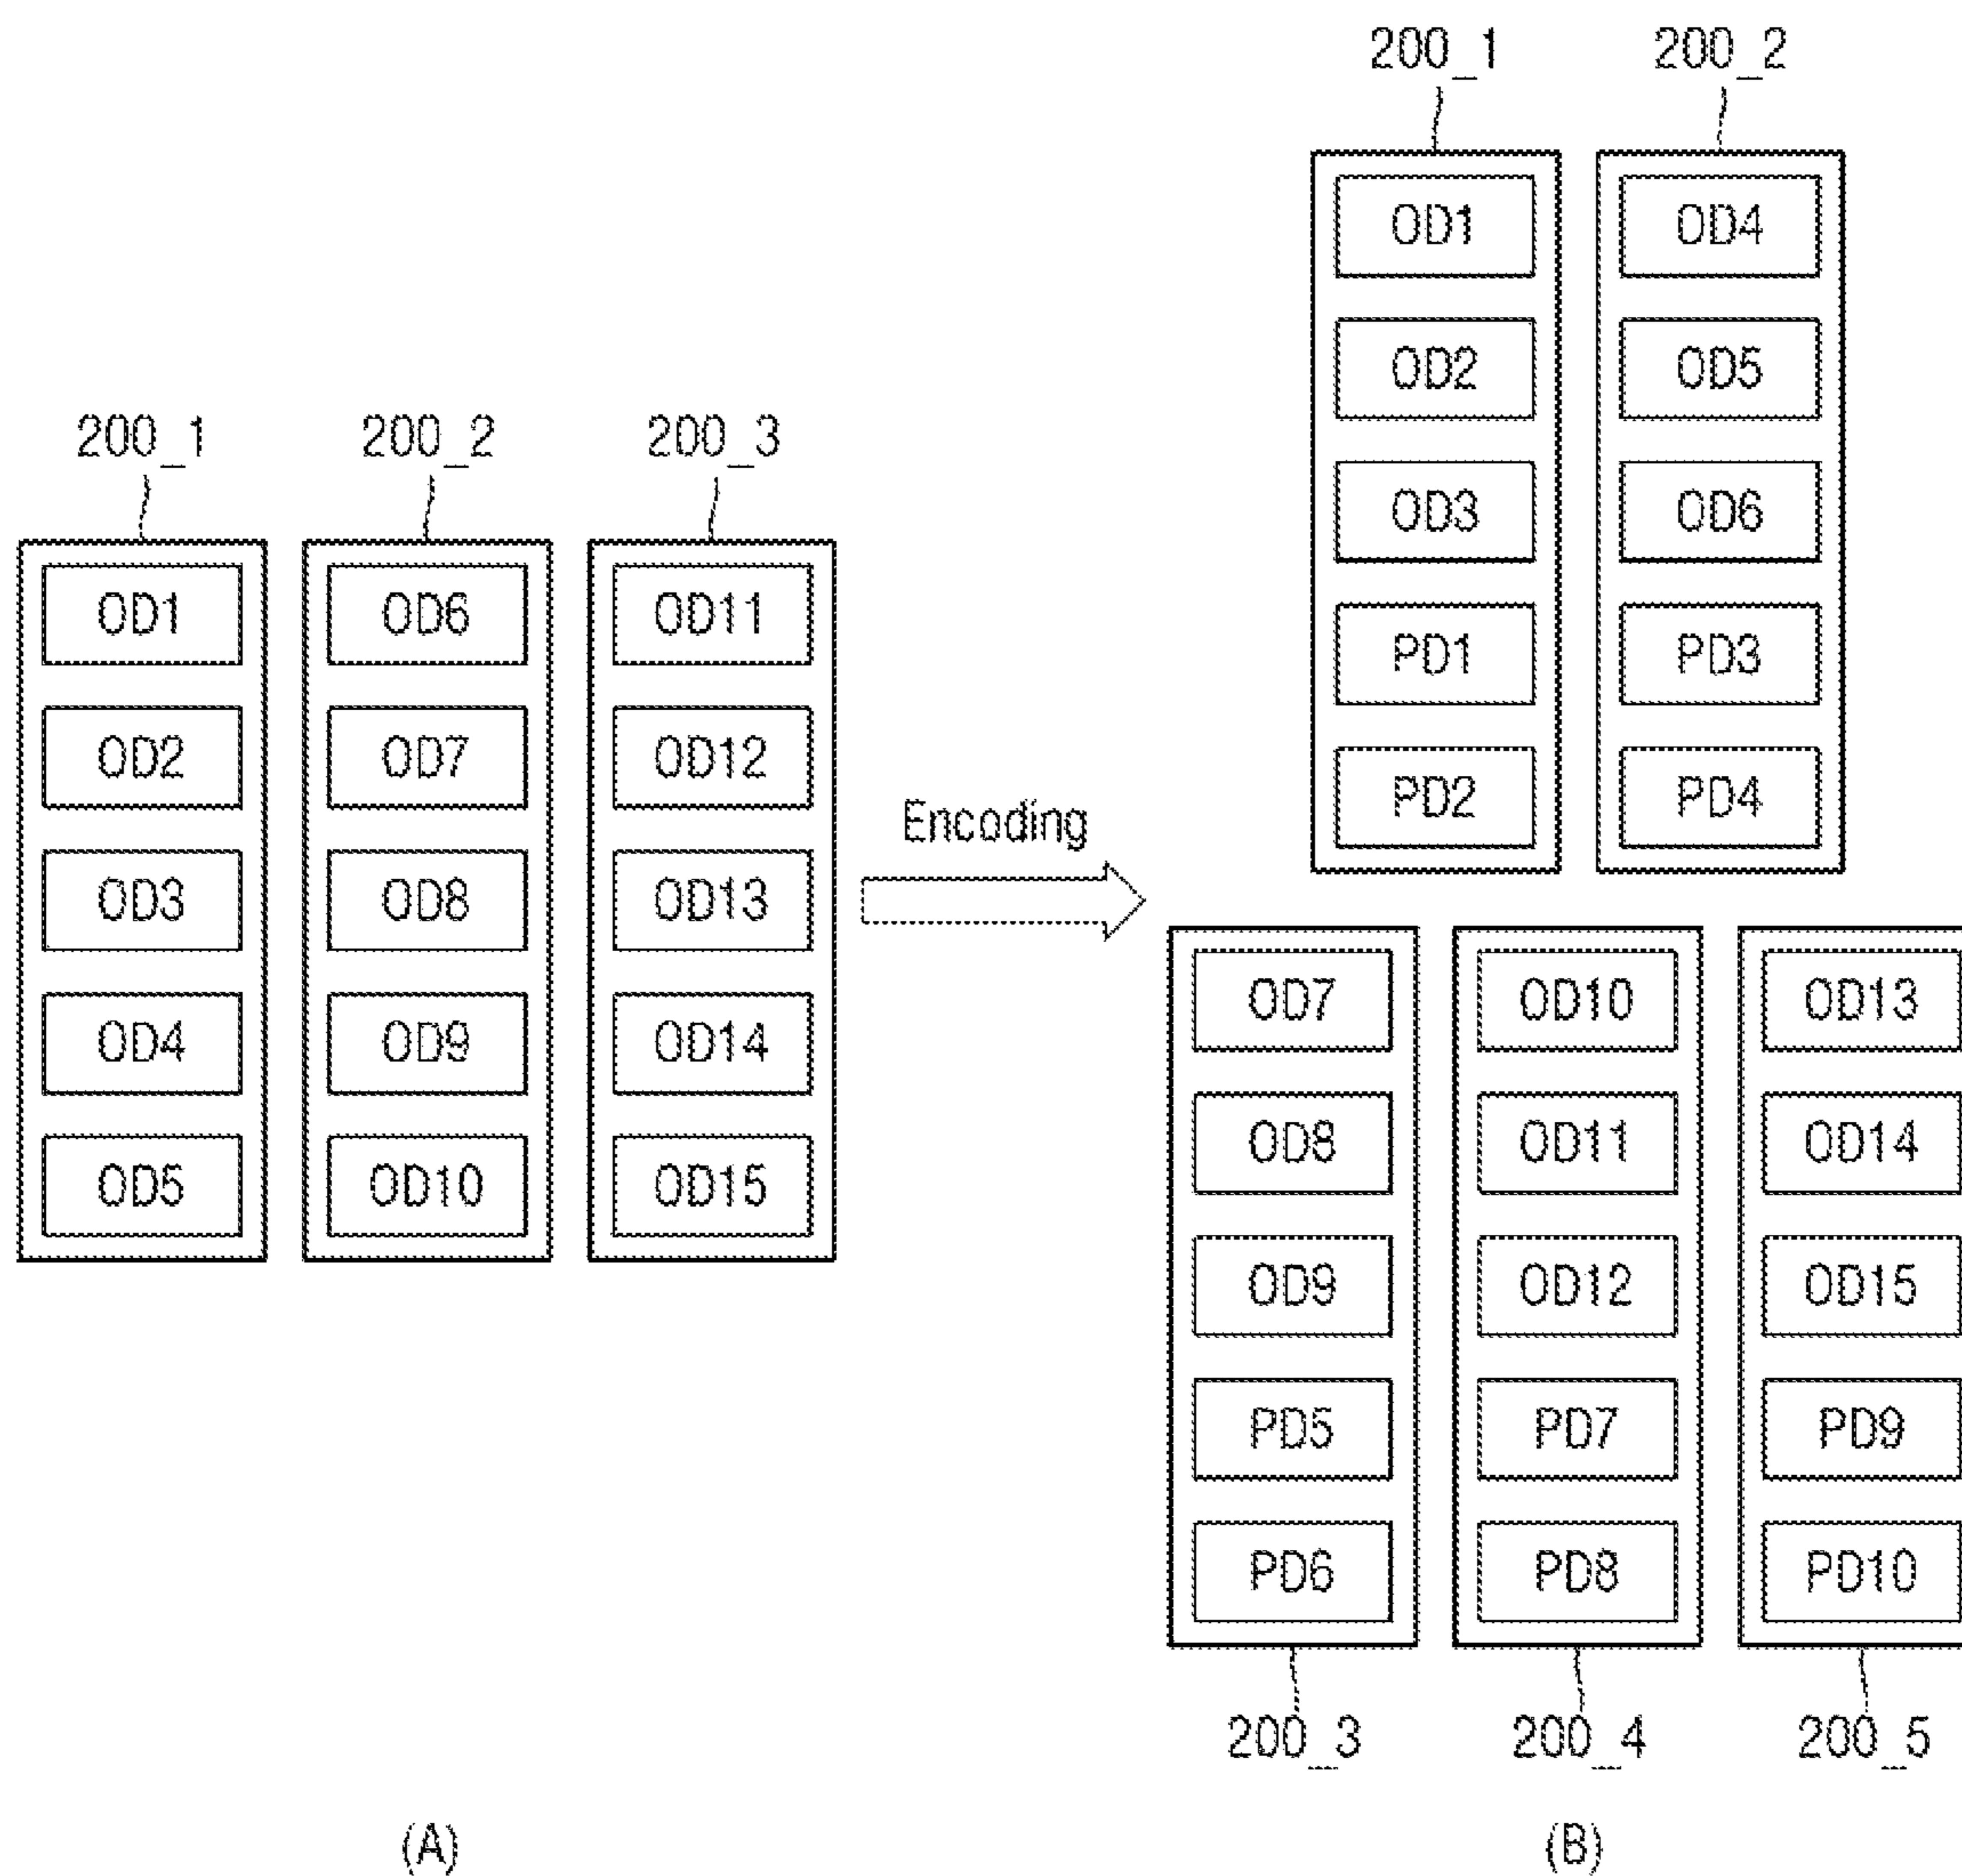 200_1 200_2
OD1 OD4
OD2 OD5
OD3 OD6
PD1 PD3
PD2 PD4
200_1 200_2 200_3
OD1 OD6 OD11
OD2 OD7 OD12
OD3 OD8 OD13
OD4 OD9 OD14
OD5 OD10 OD15
Encoding
OD7 OD10 OD13
OD8 OD11 OD14
OD9 OD12 OD15
PD5 PD7 PD9
PD6 PD8 PD10
200_3 200_4 200_5
(A) (B)